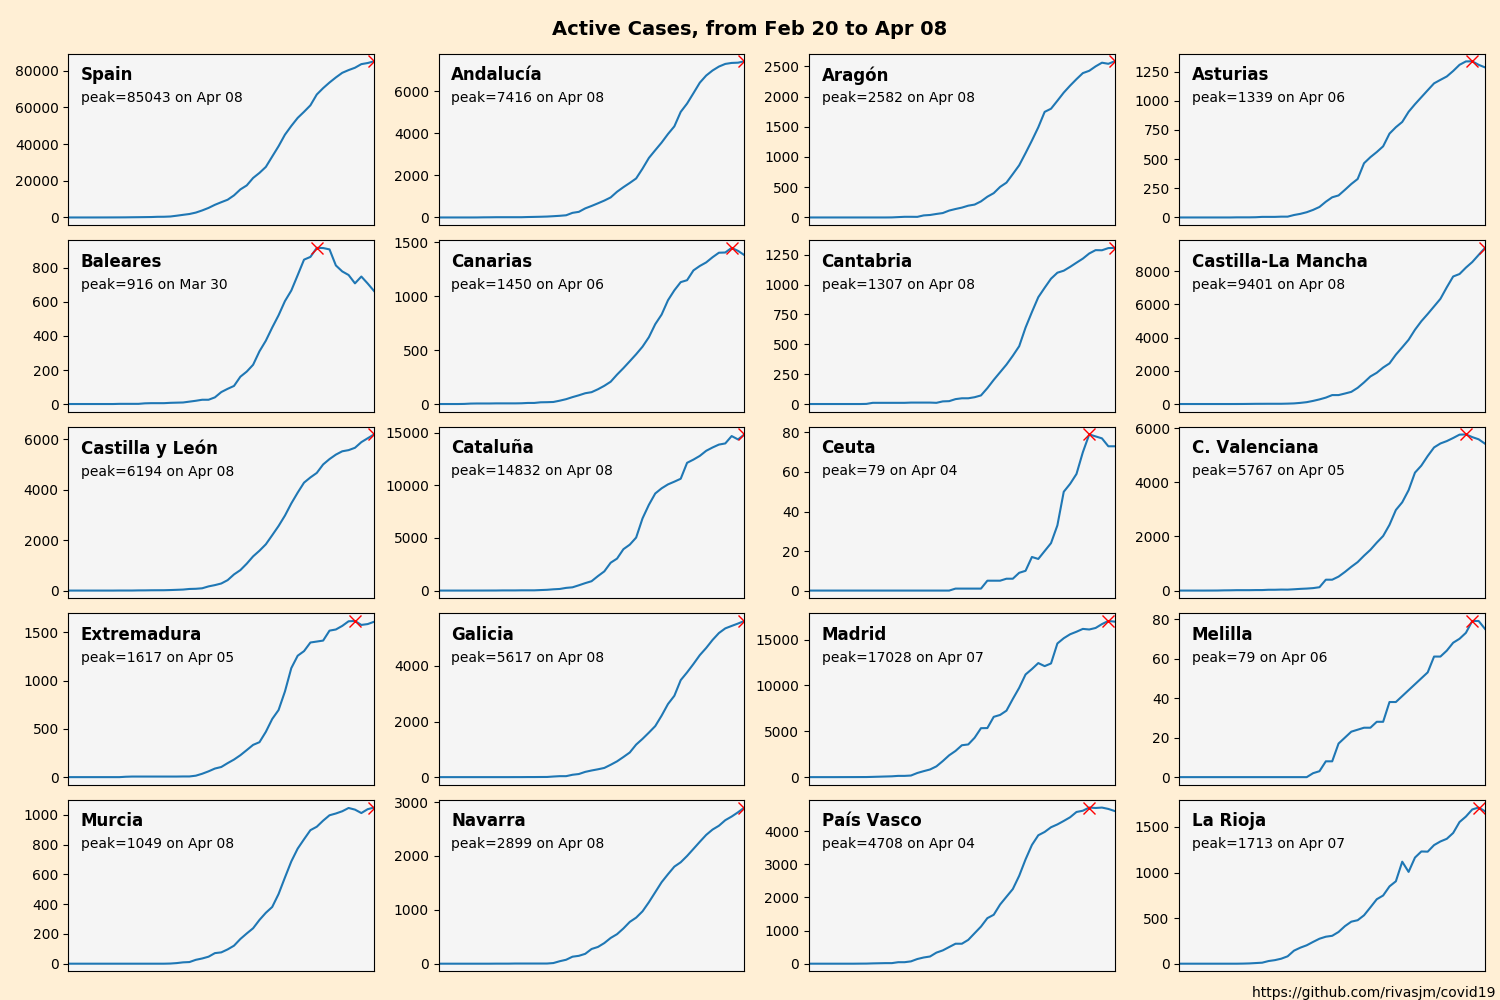 Active Cases, from Feb 20 to Apr 08
Spain
peak=85043 on Apr 08
80000
60000
40000
20000
0
Andalucía
peak=7416 on Apr 08
6000
4000
2000
0
Aragón
peak=2582 on Apr 08
2500
2000
1500
1000
500
0
Asturias
peak=1339 on Apr 06
1250
1000
750
500
250
0
Baleares
peak=916 on Mar 30
800
600
400
200
0
Canarias
peak=1450 on Apr 06
1500
1000
500
0
Cantabria
peak=1307 on Apr 08
1250
1000
750
500
250
0
Castilla-La Mancha
peak=9401 on Apr 08
8000
6000
4000
2000
0
Castilla y León
peak=6194 on Apr 08
6000
4000
2000
0
Cataluña
peak=14832 on Apr 08
15000
10000
5000
0
Ceuta
peak=79 on Apr 04
80
60
40
20
0
C. Valenciana
peak=5767 on Apr 05
6000
4000
2000
0
Extremadura
peak=1617 on Apr 05
1500
1000
500
0
Galicia
peak=5617 on Apr 08
4000
2000
0
Madrid
peak=17028 on Apr 07
15000
10000
5000
0
Melilla
peak=79 on Apr 06
80
60
40
20
0
Murcia
peak=1049 on Apr 08
1000
800
600
400
200
0
Navarra
peak=2899 on Apr 08
3000
2000
1000
0
País Vasco
peak=4708 on Apr 04
4000
3000
2000
1000
0
La Rioja
peak=1713 on Apr 07
1500
1000
500
0
https://github.com/rivasjm/covid19